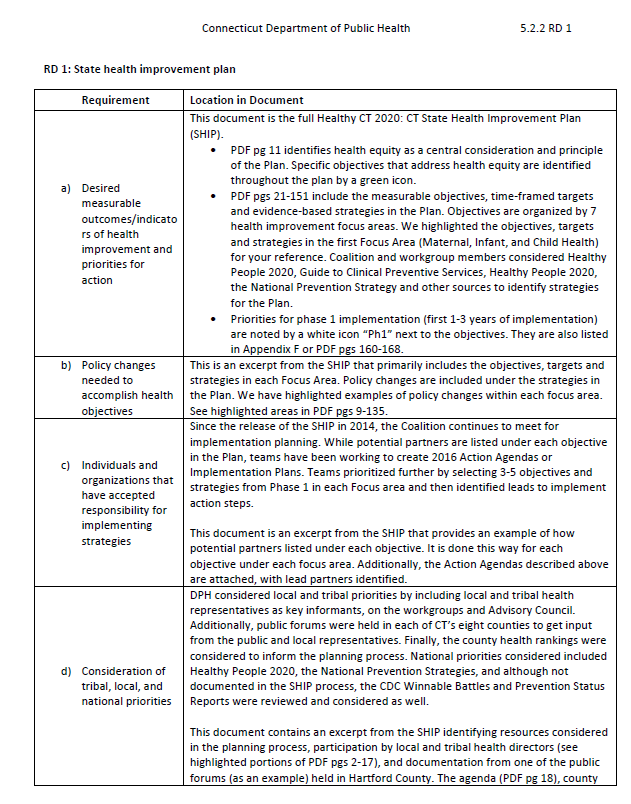 Connecticut Department of Public Health 5.2.2 RD 1
RD 1: State health improvement plan
Requirement Location in Document
a) Desired
measurable
outcomes/indicato
rs of health
improvement and
priorities for
action
This document is the full Healthy CT 2020: CT State Health Improvement Plan
(SHIP).
• PDF pg 11 identifies health equity as a central consideration and principle
of the Plan. Specific objectives that address health equity are identified
throughout the plan by a green icon.
• PDF pgs 21-151 include the measurable objectives, time-framed targets
and evidence-based strategies in the Plan. Objectives are organized by 7
health improvement focus areas. We highlighted the objectives, targets
and strategies in the first Focus Area (Maternal, Infant, and Child Health)
for your reference. Coalition and workgroup members considered Healthy
People 2020, Guide to Clinical Preventive Services, Healthy People 2020,
the National Prevention Strategy and other sources to identify strategies
for the Plan.
• Priorities for phase 1 implementation (first 1-3 years of implementation)
are noted by a white icon “Ph1” next to the objectives. They are also listed
in Appendix F or PDF pgs 160-168.
b) Policy changes
needed to
accomplish health
objectives
This is an excerpt from the SHIP that primarily includes the objectives, targets and
strategies in each Focus Area. Policy changes are included under the strategies in
the Plan. We have highlighted examples of policy changes within each focus area.
See highlighted areas in PDF pgs 9-135.
c) Individuals and
organizations that
have accepted
responsibility for
implementing
strategies
Since the release of the SHIP in 2014, the Coalition continues to meet for
implementation planning. While potential partners are listed under each objective
in the Plan, teams have been working to create 2016 Action Agendas or
Implementation Plans. Teams prioritized further by selecting 3-5 objectives and
strategies from Phase 1 in each Focus area and then identified leads to implement
action steps.
This document is an excerpt from the SHIP that provides an example of how
potential partners listed under each objective. It is done this way for each
objective under each focus area. Additionally, the Action Agendas described above
are attached, with lead partners identified.
d) Consideration of
tribal, local, and
national priorities
DPH considered local and tribal priorities by including local and tribal health
representatives as key informants, on the workgroups and Advisory Council.
Additionally, public forums were held in each of CT’s eight counties to get input
from the public and local representatives. Finally, the county health rankings were
considered to inform the planning process. National priorities considered included
Healthy People 2020, the National Prevention Strategies, and although not
documented in the SHIP process, the CDC Winnable Battles and Prevention Status
Reports were reviewed and considered as well.
This document contains an excerpt from the SHIP identifying resources considered
in the planning process, participation by local and tribal health directors (see
highlighted portions of PDF pgs 2-17), and documentation from one of the public
forums (as an example) held in Hartford County. The agenda (PDF pg 18), county